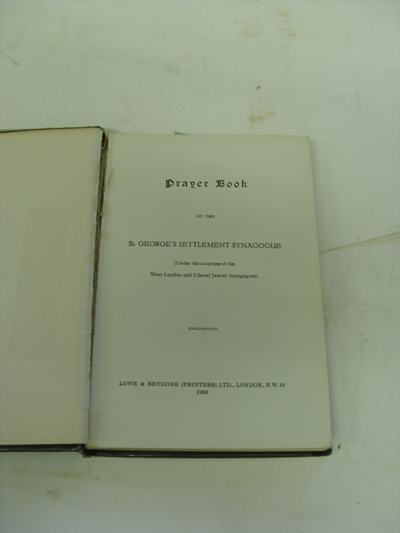 Prayer Book
OF THE
St. GEORGE'S SETTLEMENT SYNAGOGUE
(Under the auspices of the
West London and Liberal Jewish Synagogues).
LOWE & BRYDONE (PRINTERS) LTD., LONDON, N.W.10